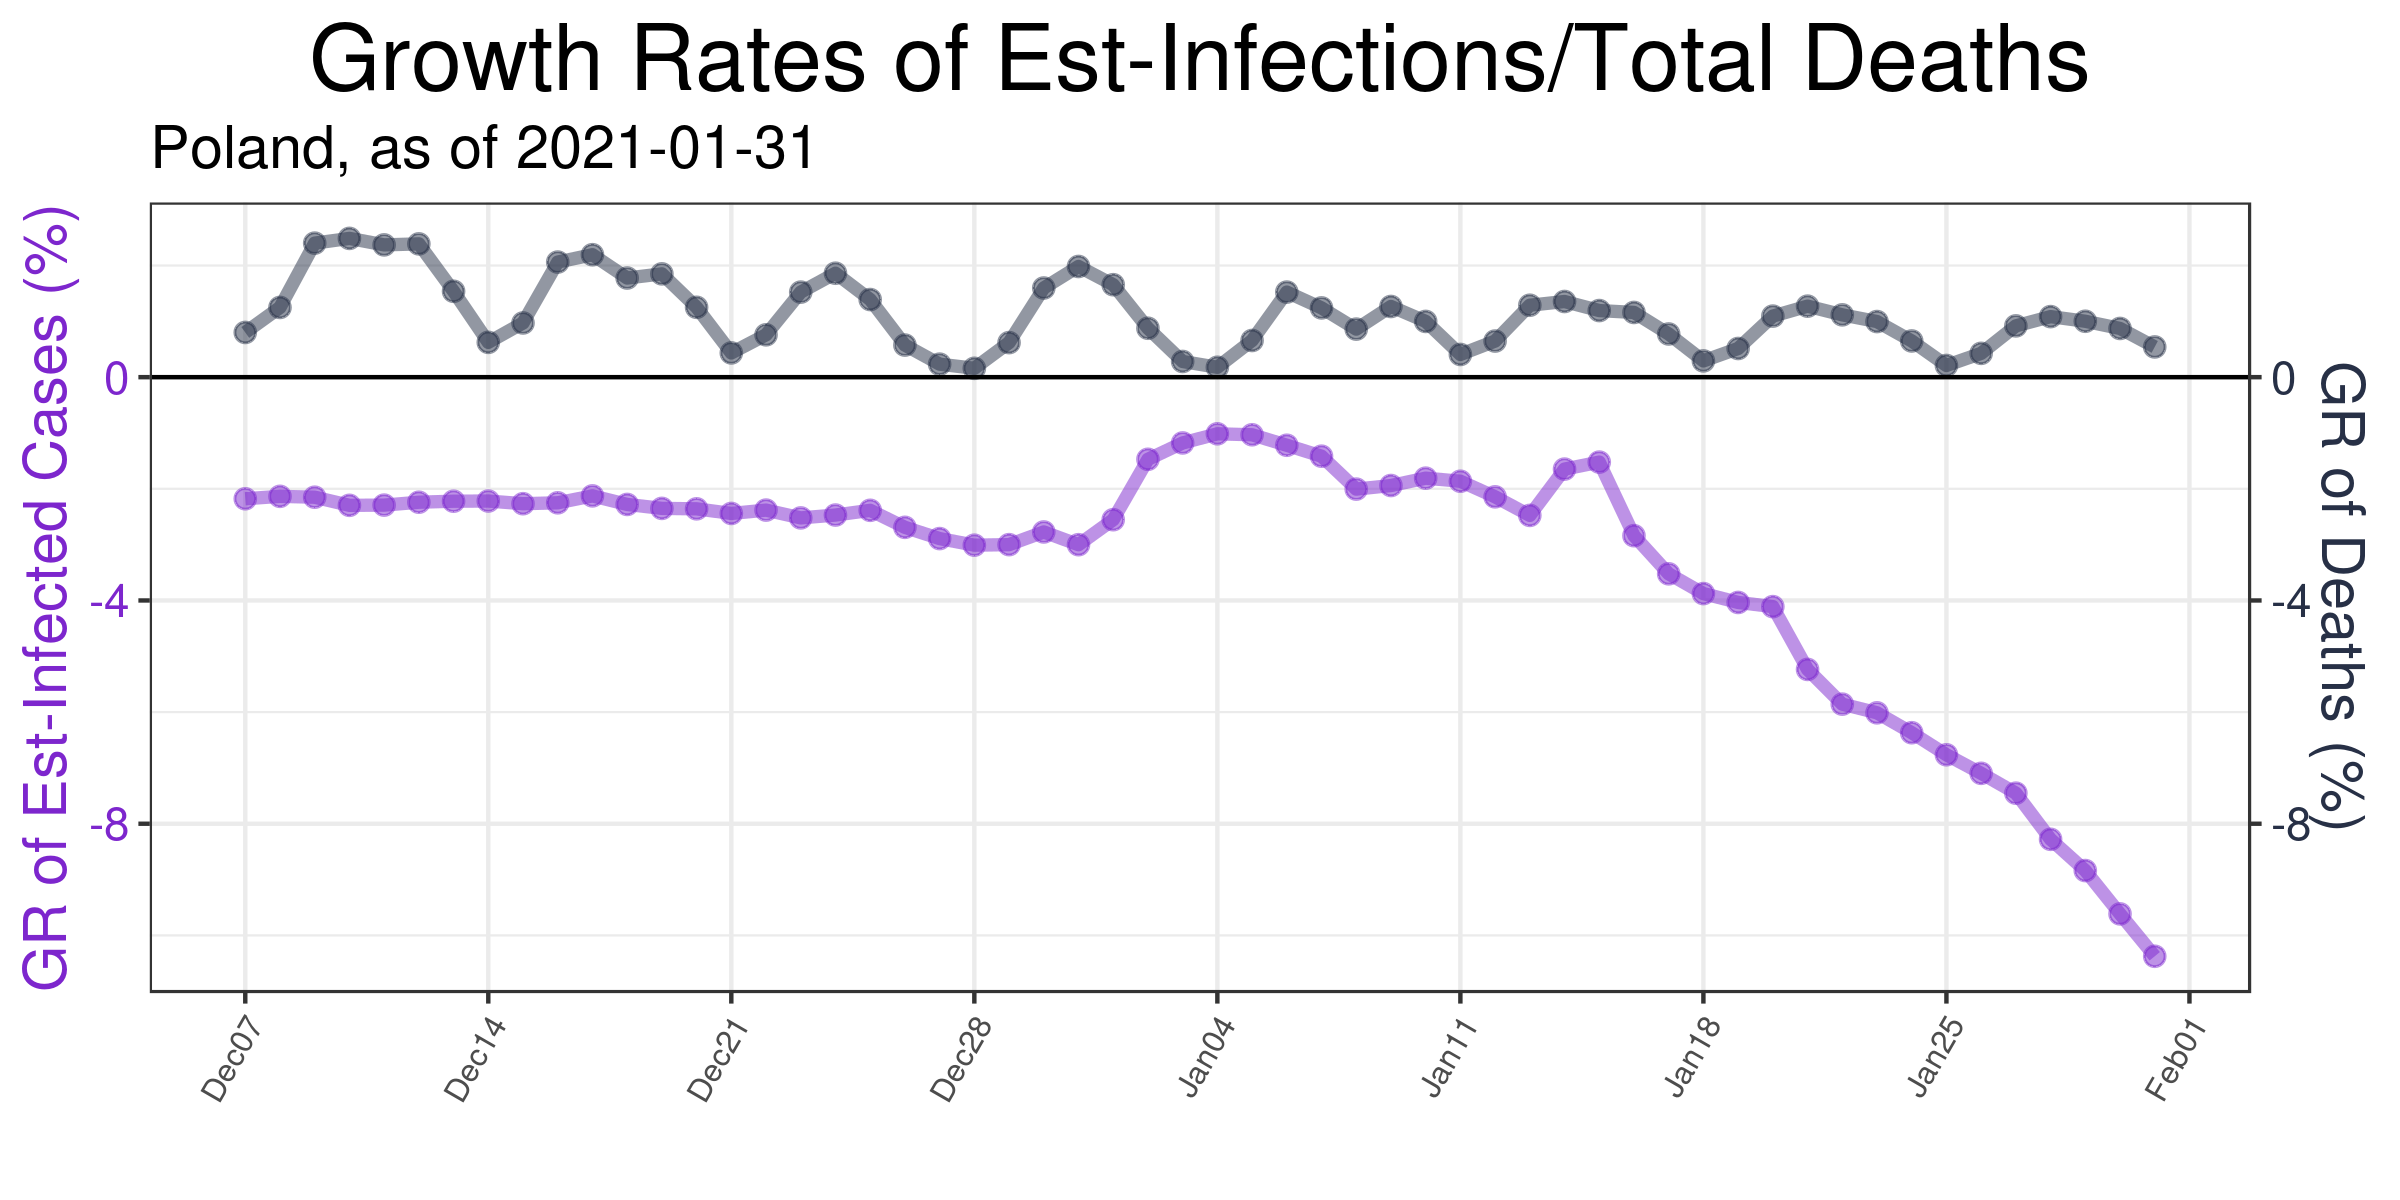 Growth Rates of Est-Infections/Total Deaths
Poland, as of 2021-01-31
GR of Est-Infected Cases (%)
0
-4
-8
0
-4
-8
GR of Deaths (%)
Dec07
Dec14
Dec21
Dec28
Jan04
Jan11
Jan18
Jan25
Feb01